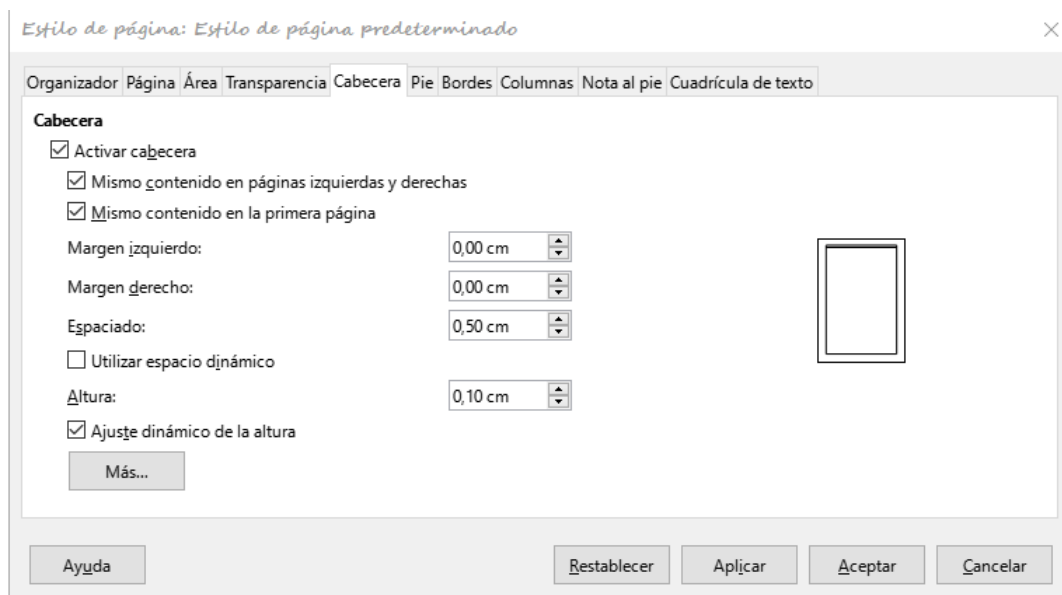 Estilo de página: Estilo de página predeterminado
Organizador Página Área Transparencia Cabecera Pie Bordes Columnas Nota al pie Cuadrícula de texto
Cabecera
Activar cabecera
Mismo contenido en páginas izquierdas y derechas
Mismo contenido en la primera página
Margen izquierdo: 0,00 cm
Margen derecho: 0,00 cm
Espaciado: 0,50 cm
Utilizar espacio dinámico
Altura: 0,10 cm
Ajuste dinámico de la altura
Más...
Ayuda Restablecer Aplicar Aceptar Cancelar